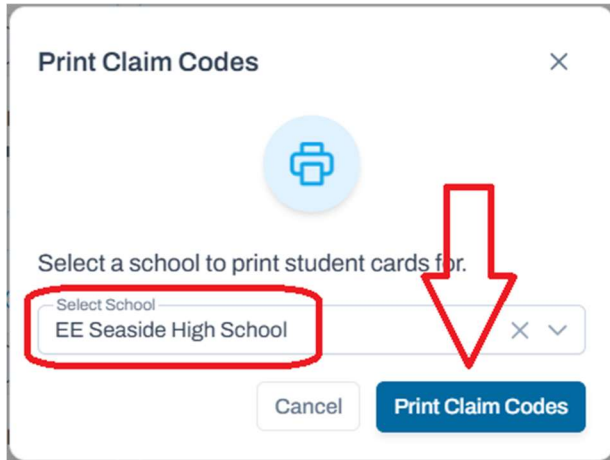 Print Claim Codes
Select a school to print student cards for.
Select School
EE Seaside High School
Cancel
Print Claim Codes